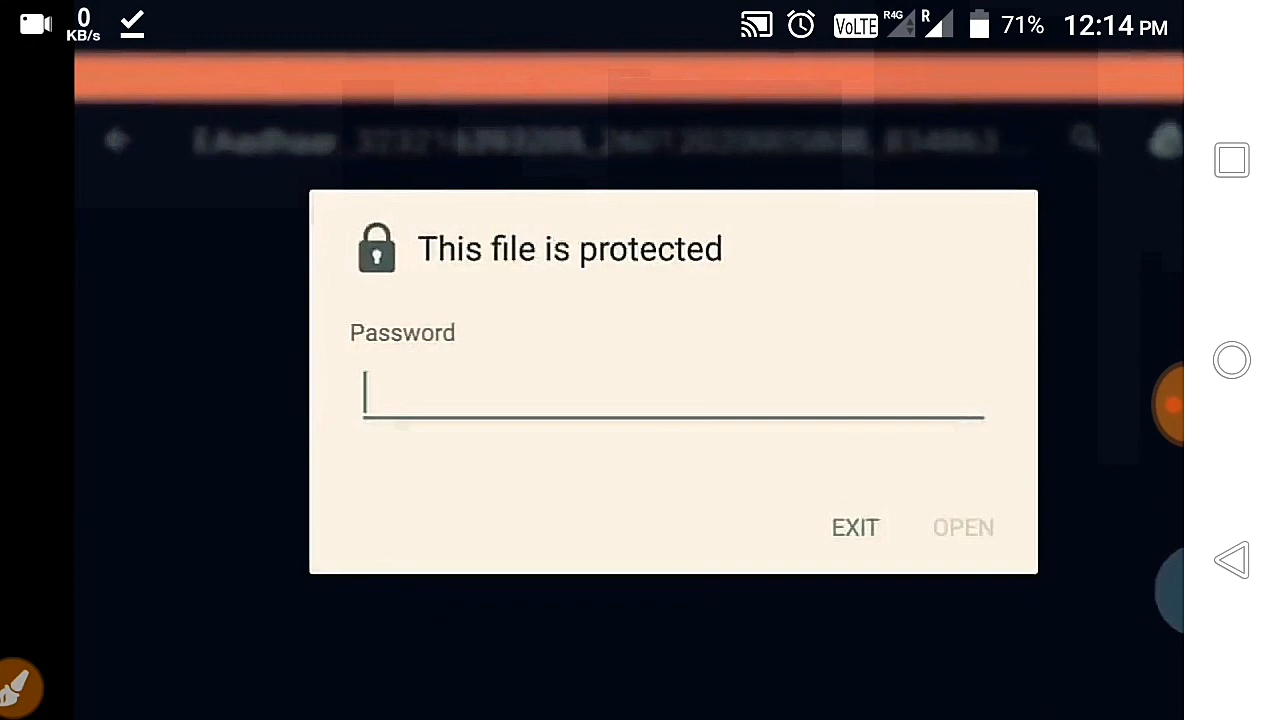 0
KB/s
VoLTE R4G R 71% 12:14 PM
This file is protected
Password
EXIT OPEN